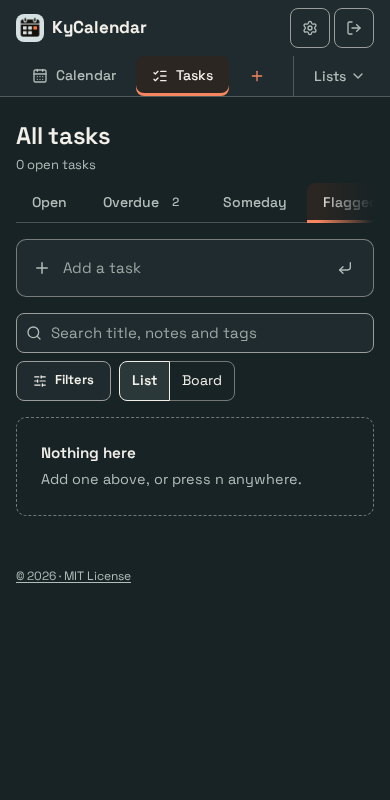 KyCalendar
Calendar
Tasks
Lists
All tasks
0 open tasks
Open
Overdue 2
Someday
Flagge
Add a task
Search title, notes and tags
Filters
List
Board
Nothing here
Add one above, or press n anywhere.
© 2026 · MIT License